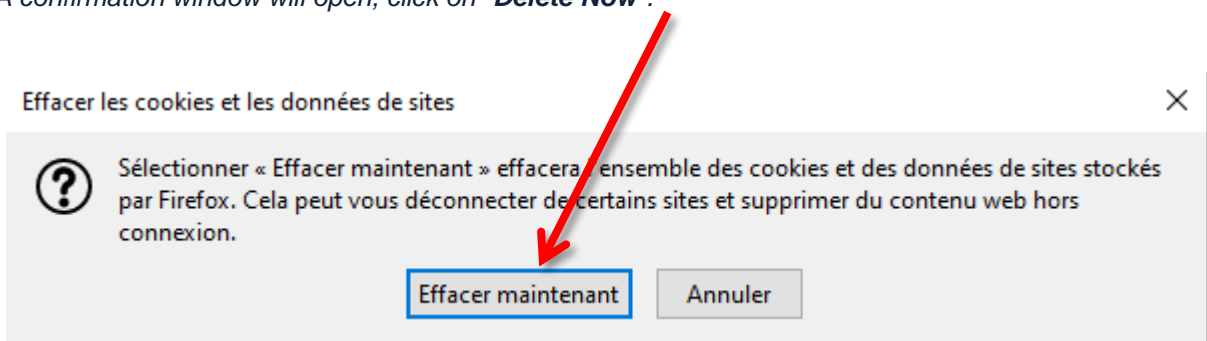 A confirmation window will open, click on "Delete Now".
Effacer les cookies et les données de sites
Sélectionner « Effacer maintenant » effacera l'ensemble des cookies et des données de sites stockés
par Firefox. Cela peut vous déconnecter de certains sites et supprimer du contenu web hors
connexion.
Effacer maintenant
Annuler